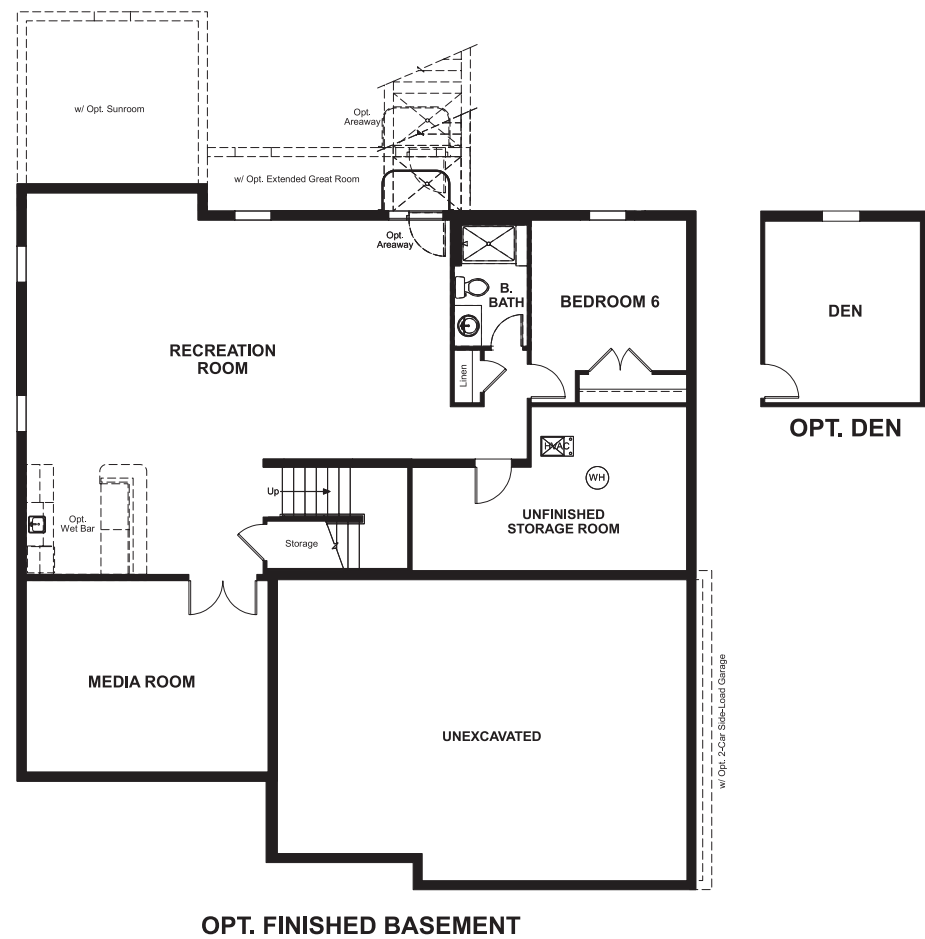 w/ Opt. Sunroom
Opt.
Areaway
w/ Opt. Extended Great Room
Opt.
Areaway
B.
BATH
BEDROOM 6
DEN
RECREATION
ROOM
Linen
OPT. DEN
HVAC
WH
Up
Opt.
Wet Bar
UNFINISHED
STORAGE ROOM
Storage
MEDIA ROOM
UNEXCAVATED
w/ Opt. 2-Car Side-Load Garage
OPT. FINISHED BASEMENT